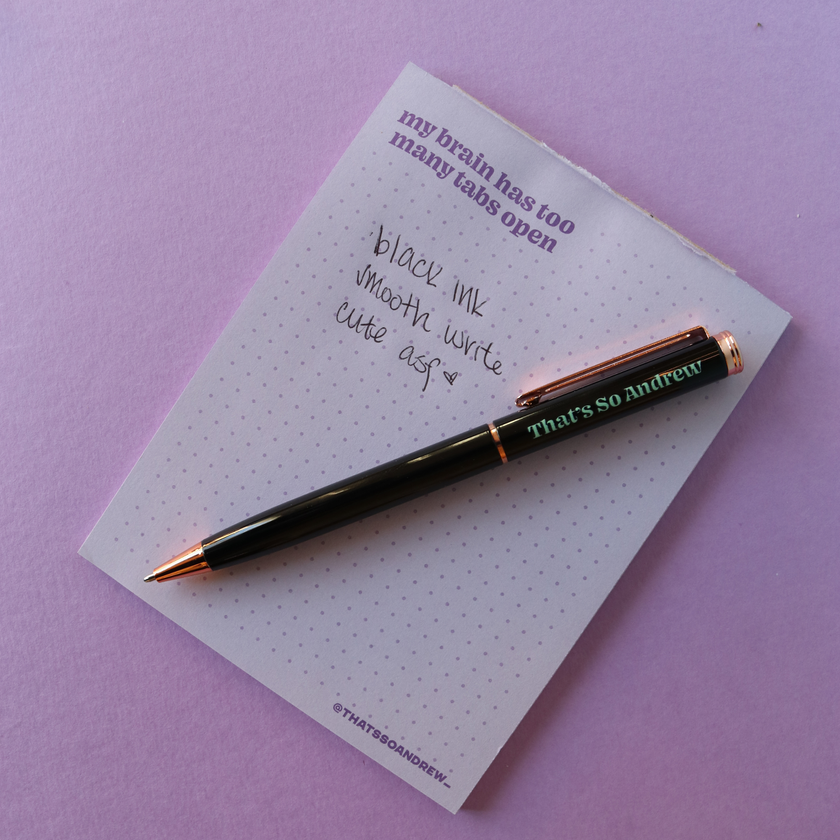 my brain has too
many tabs open
black ink
smooth write
cute asf
That's So Andrew
@THATSSOANDREW_